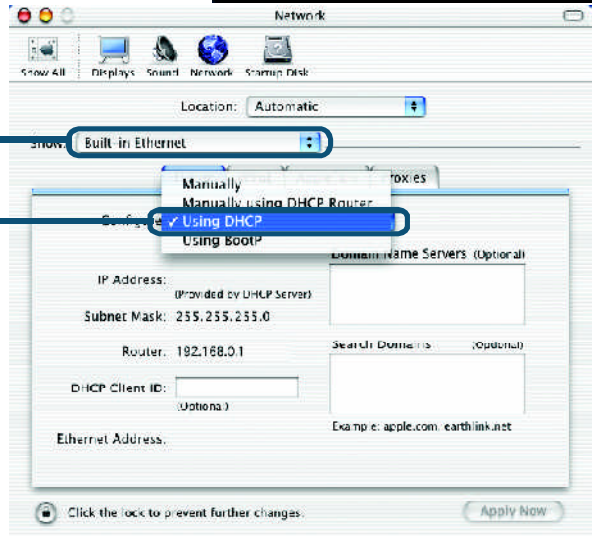 Network
Show All Displays Sound Network Startup Disk
Location: Automatic
Show: Built-in Ethernet
Proxies
Manually
Manually using DHCP Router
Configure ✓ Using DHCP
Using BootP
Domain Name Servers (Optional)
IP Address:
(Provided by DHCP Server)
Subnet Mask: 255.255.255.0
Router: 192.168.0.1
Search Domains (Optional)
DHCP Client ID:
(Optional)
Example: apple.com, earthlink.net
Ethernet Address:
Click the lock to prevent further changes.
Apply Now